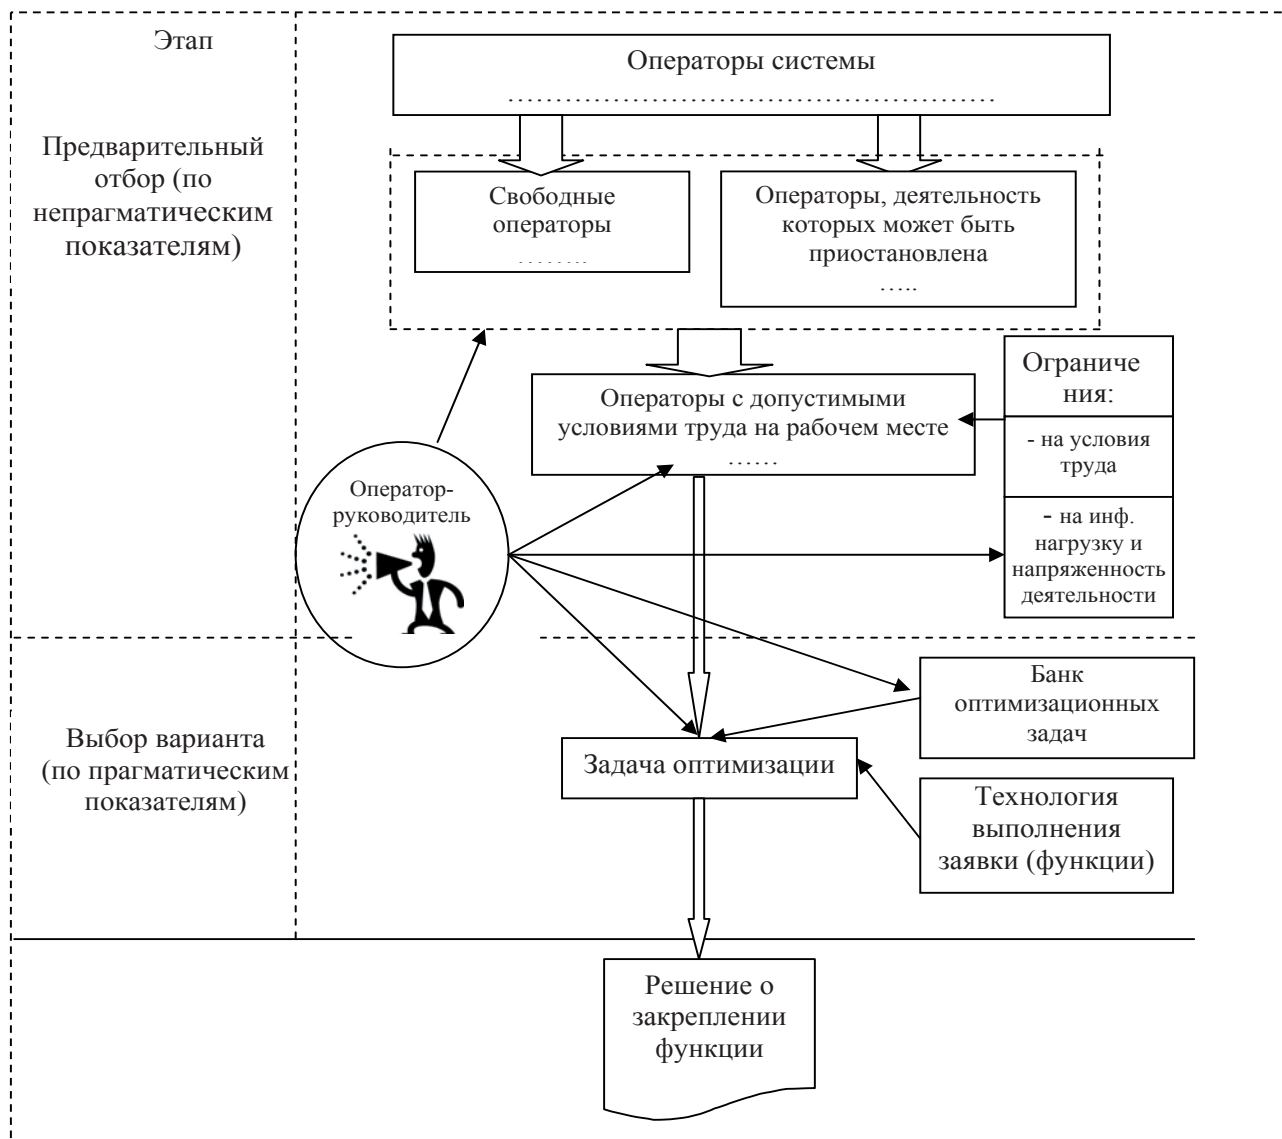 Этап
Операторы системы
……………………………………………………
Предварительный
отбор (по
непрагматическим
показателям)
Свободные
операторы
……...
Операторы, деятельность
которых может быть
приостановлена
…..
Операторы с допустимыми
условиями труда на рабочем месте
……
Ограниче
ния:
- на условия
труда
- на инф.
нагрузку и
напряженность
деятельности
Оператор-
руководитель
Выбор варианта
(по прагматическим
показателям)
Банк
оптимизационных
задач
Задача оптимизации
Технология
выполнения
заявки (функции)
Решение о
закреплении
функции